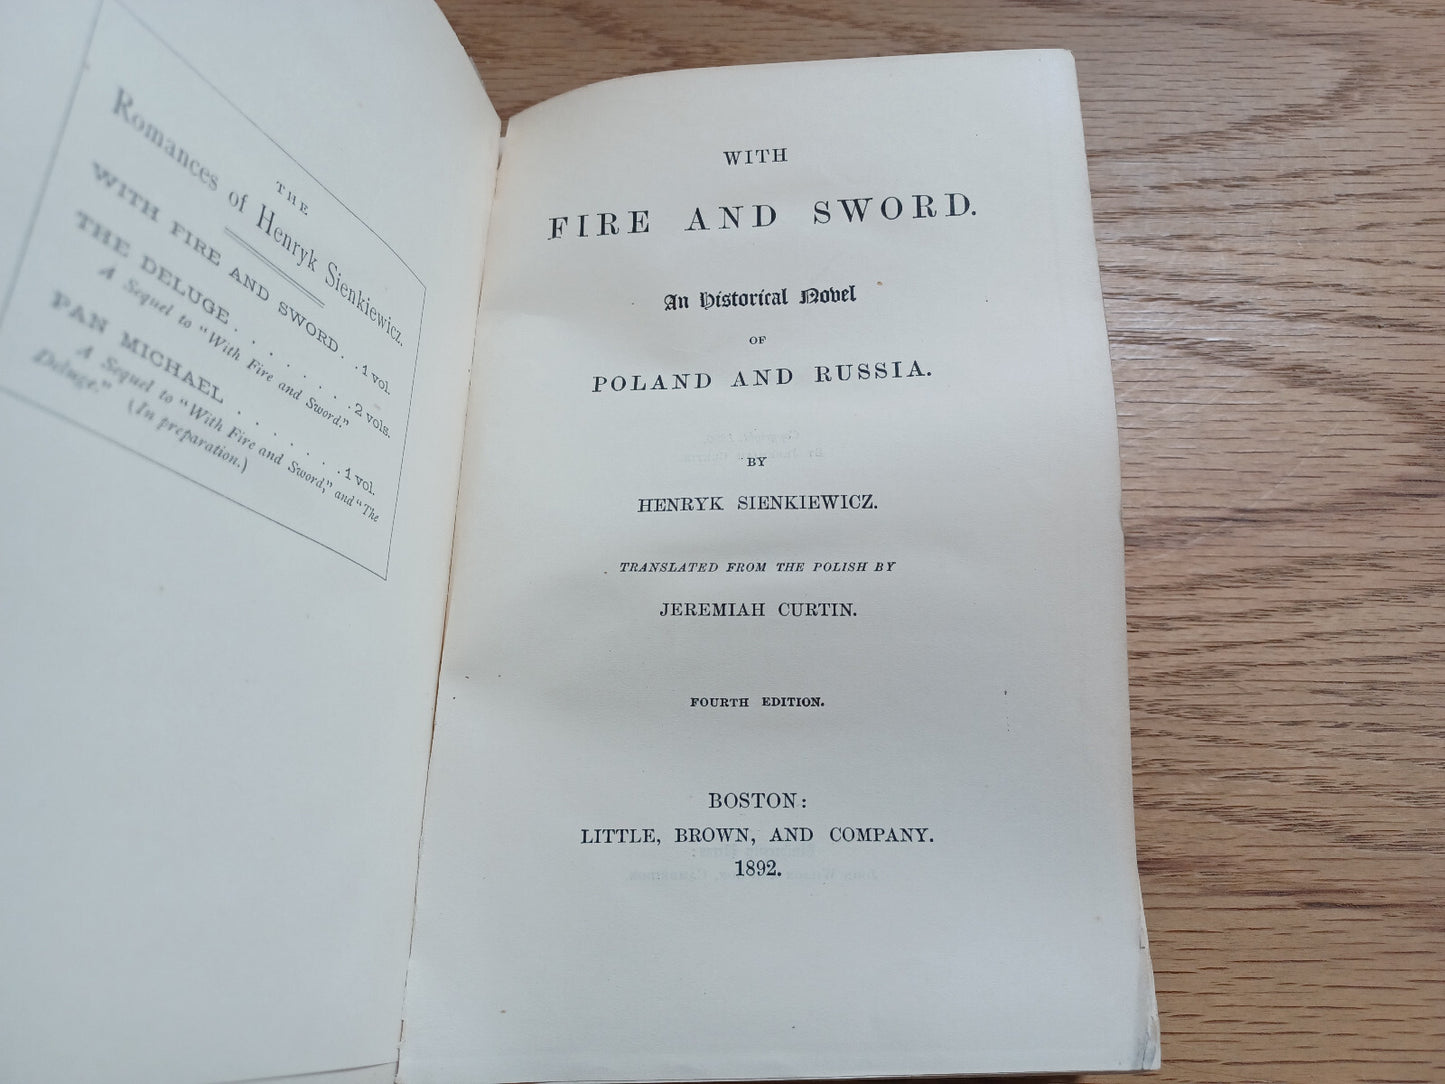 THE
Romances of Henryk Sienkiewicz.
WITH FIRE AND SWORD. . 1 vol.
THE DELUGE. . . . . . . . 2 vols.
A Sequel to "With Fire and Sword."
PAN MICHAEL . . . . . . . 1 vol.
A Sequel to "With Fire and Sword," and "The
Deluge." (In preparation.)
WITH
FIRE AND SWORD.
An Historical Novel
OF
POLAND AND RUSSIA.
BY
HENRYK SIENKIEWICZ.
TRANSLATED FROM THE POLISH BY
JEREMIAH CURTIN.
FOURTH EDITION.
BOSTON:
LITTLE, BROWN, AND COMPANY.
1892.